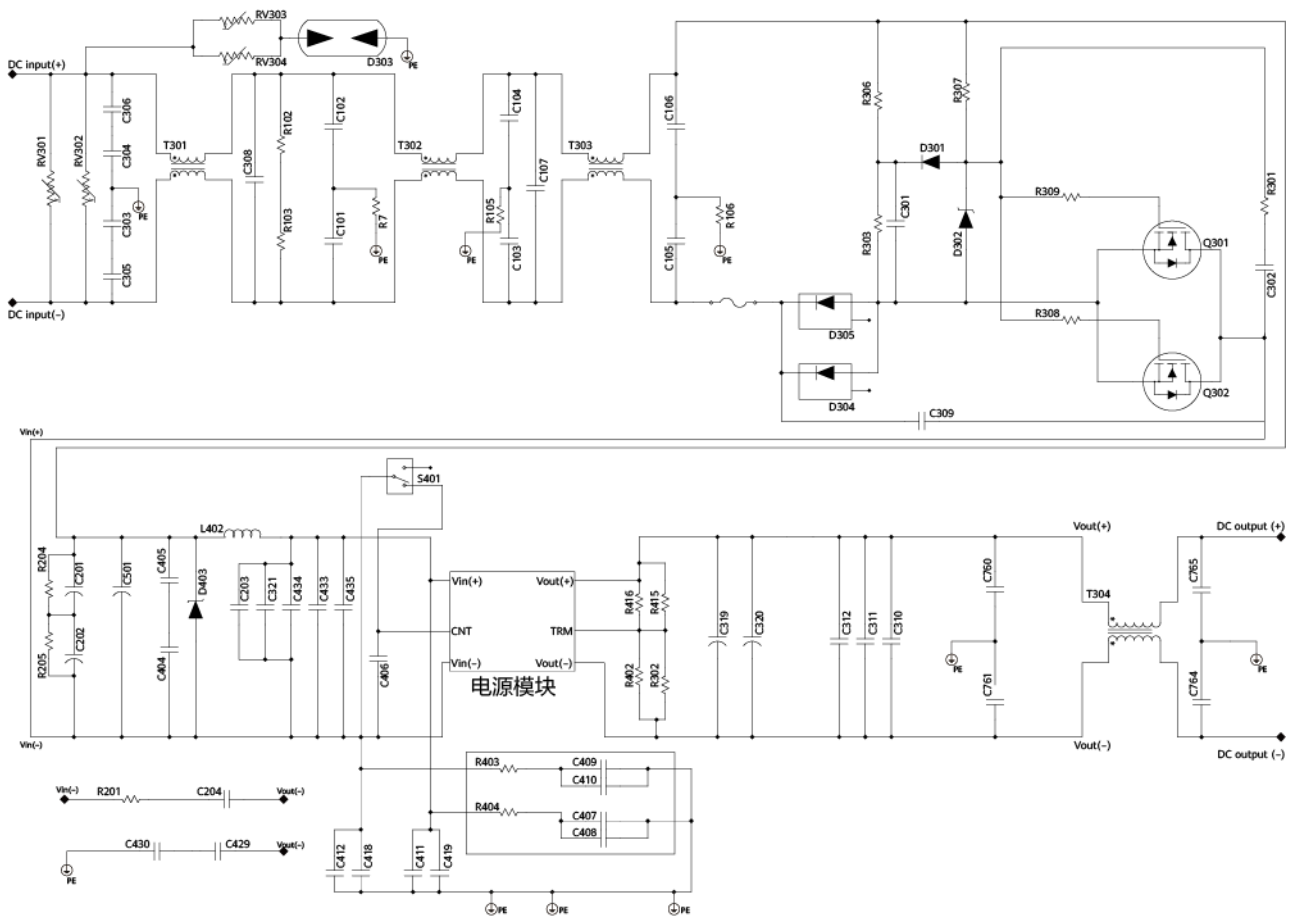 RV303
RV304
D303
PE
DC input(+)
DC input(−)
RV301
RV302
C306
C304
PE
C303
C305
T301
C308
R102
R103
C102
C101
R7
PE
T302
C104
R105
PE
C103
C107
T303
C106
C105
R106
PE
R306
R303
C301
D301
R307
D302
D305
D304
R309
R308
Q301
Q302
R301
C302
C309
Vin(+)
S401
R204
C201
R205
C202
C501
C405
C404
D403
L402
C203
C321
C434
C433
C435
C406
Vin(+)
Vout(+)
CNT
TRM
Vin(−)
Vout(−)
电源模块
R416
R415
R402
R302
C319
C320
C312
C311
C310
C760
PE
C761
Vout(+)
Vout(−)
T304
C765
PE
C764
DC output (+)
DC output (−)
Vin(−)
Vin(−)
R201
C204
Vout(−)
PE
C430
C429
Vout(−)
R403
C409
C410
R404
C407
C408
C412
C418
C411
C419
PE
PE
PE